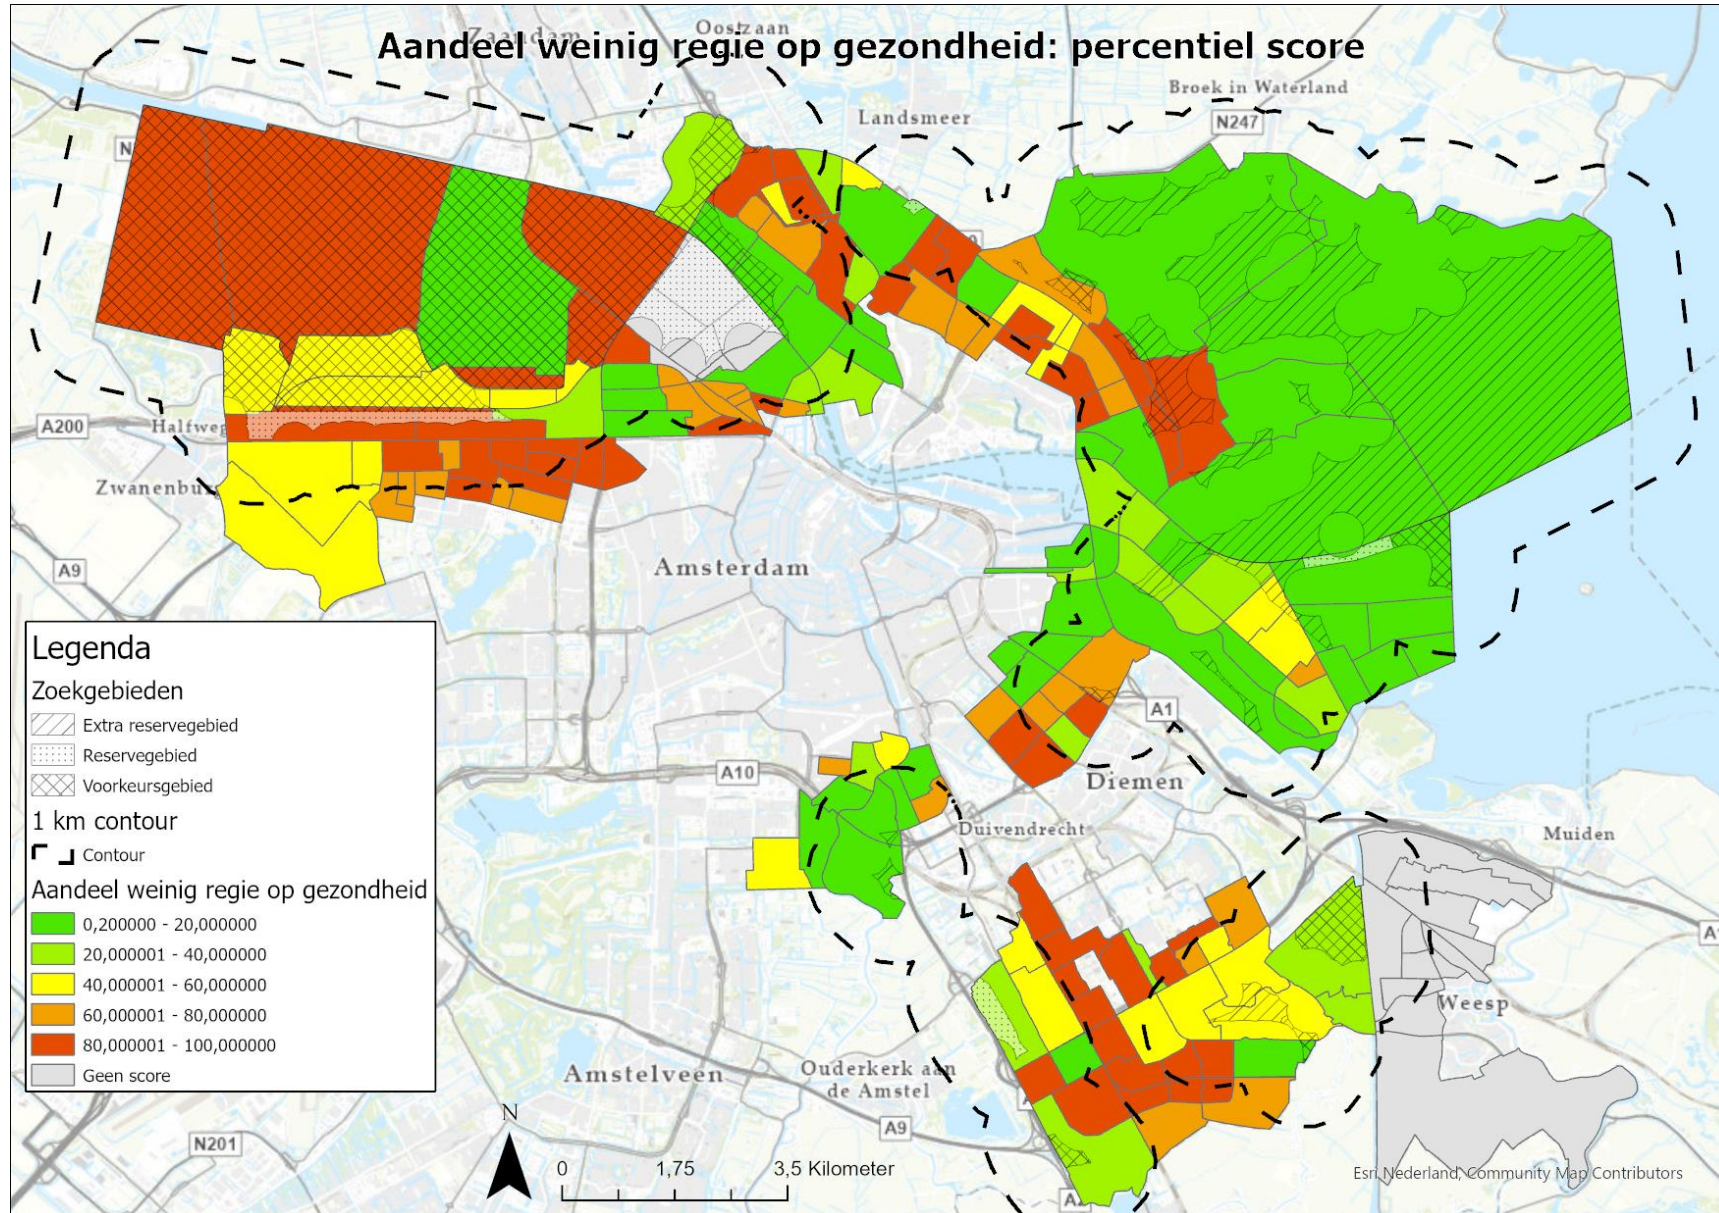 Zaandam
Oostzaan
Aandeel weinig regie op gezondheid: percentiel score
Broek in Waterland
Landsmeer
N247
N
A200
Halfweg
Zwanenburg
A9
Amsterdam
A10
A1
Diemen
Duivendrecht
Muiden
Weesp
Amstelveen
Ouderkerk aan
de Amstel
A9
N201
Legenda
Zoekgebieden
Extra reservegebied
Reservegebied
Voorkeursgebied
1 km contour
Contour
Aandeel weinig regie op gezondheid
0,200000 - 20,000000
20,000001 - 40,000000
40,000001 - 60,000000
60,000001 - 80,000000
80,000001 - 100,000000
Geen score
N
0 1,75 3,5 Kilometer
Esri Nederland, Community Map Contributors